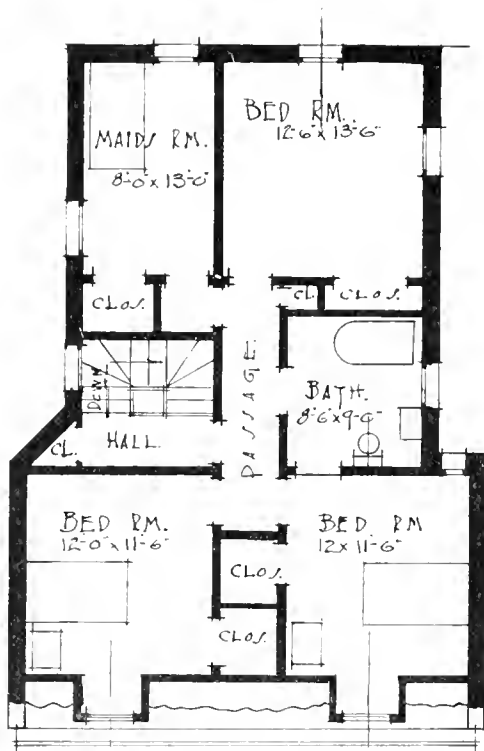 BED RM.
12'-6" x 13'-6"
MAIDS RM.
8'-0" x 13'-0"
CLOS.
CL.
CLOS.
DOWN
PASSAGE.
BATH.
8'-6" x 9'-6"
HALL.
CL.
BED RM.
12'-0" x 11'-6"
BED RM
12 x 11'-6"
CLOS.
CLOS.